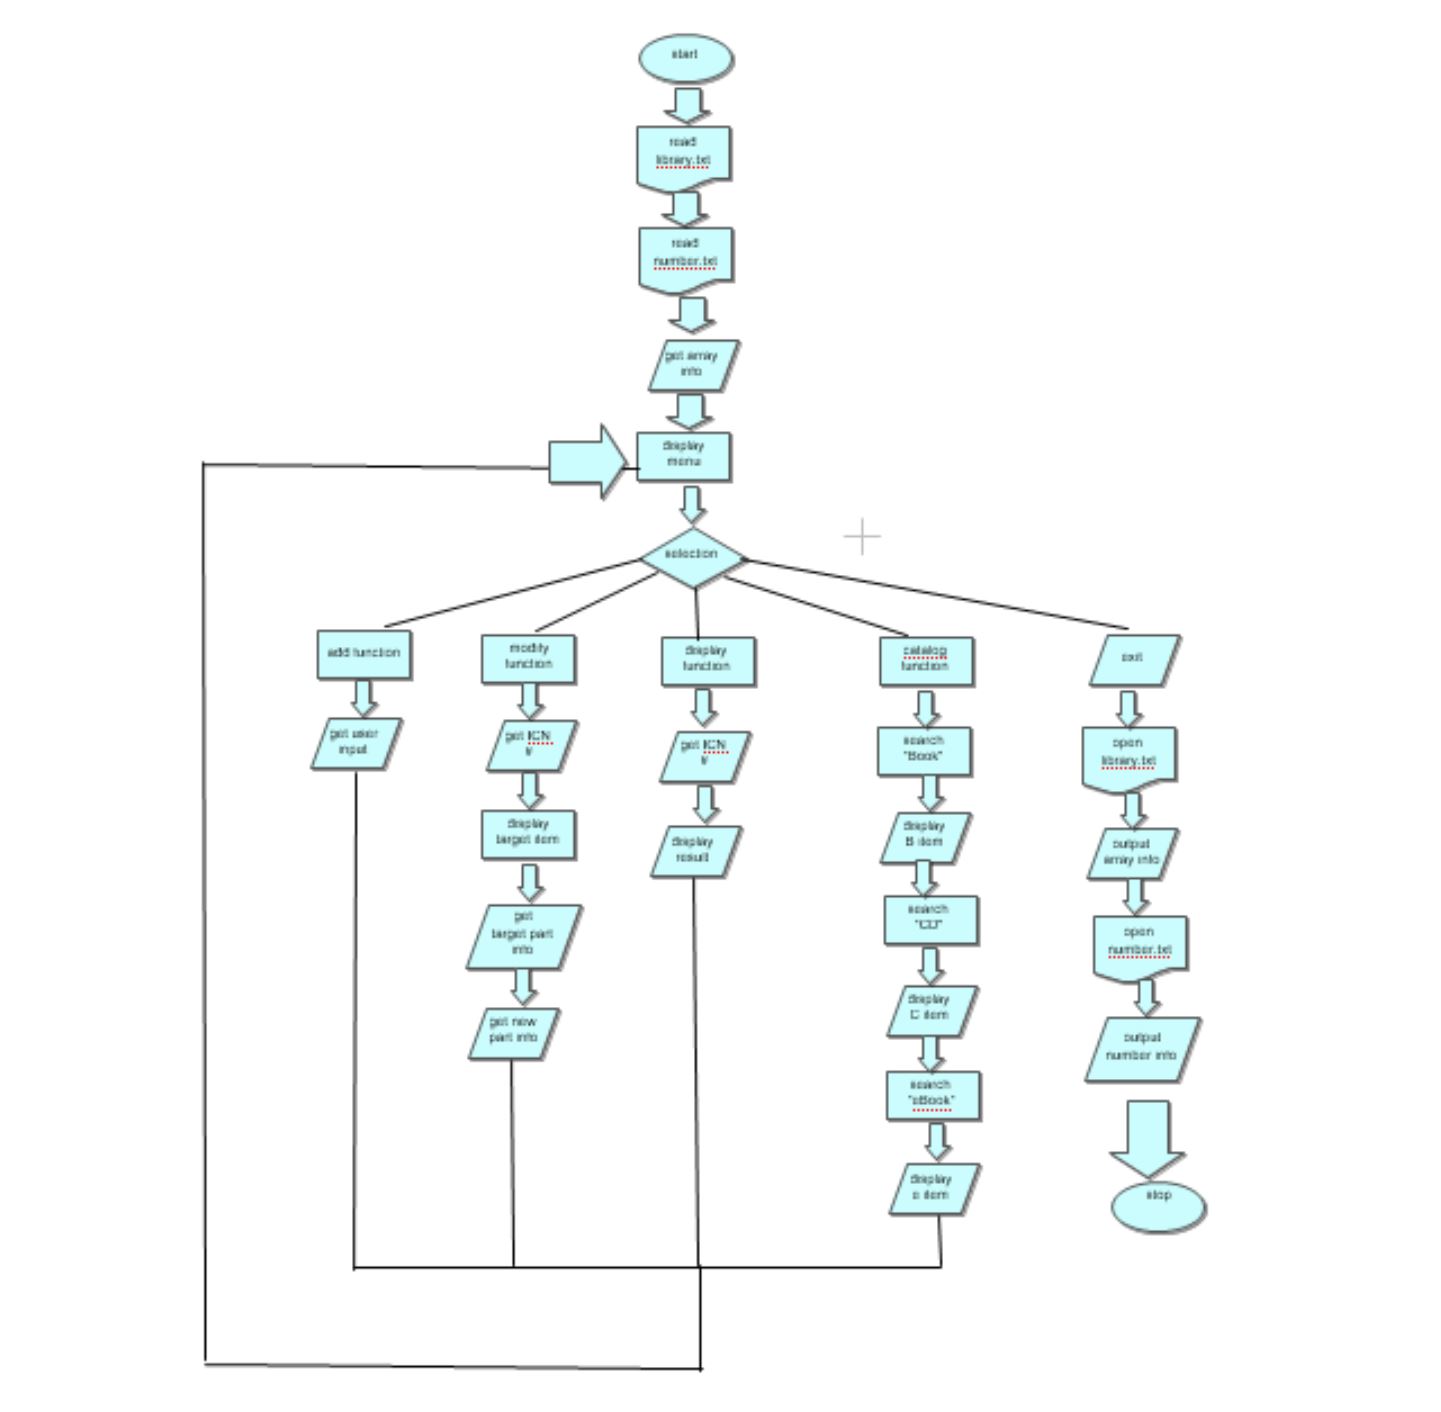 start
read
library.txt
read
number.txt
get array
info
display
menu
selection
add function
get user
input
modify
function
get ICN
#
display
target item
get
target part
info
get new
part info
display
function
get ICN
#
display
result
catalog
function
search
"Book"
display
B item
search
"CD"
display
C item
search
"eBook"
display
e item
exit
open
library.txt
output
array info
open
number.txt
output
number info
stop